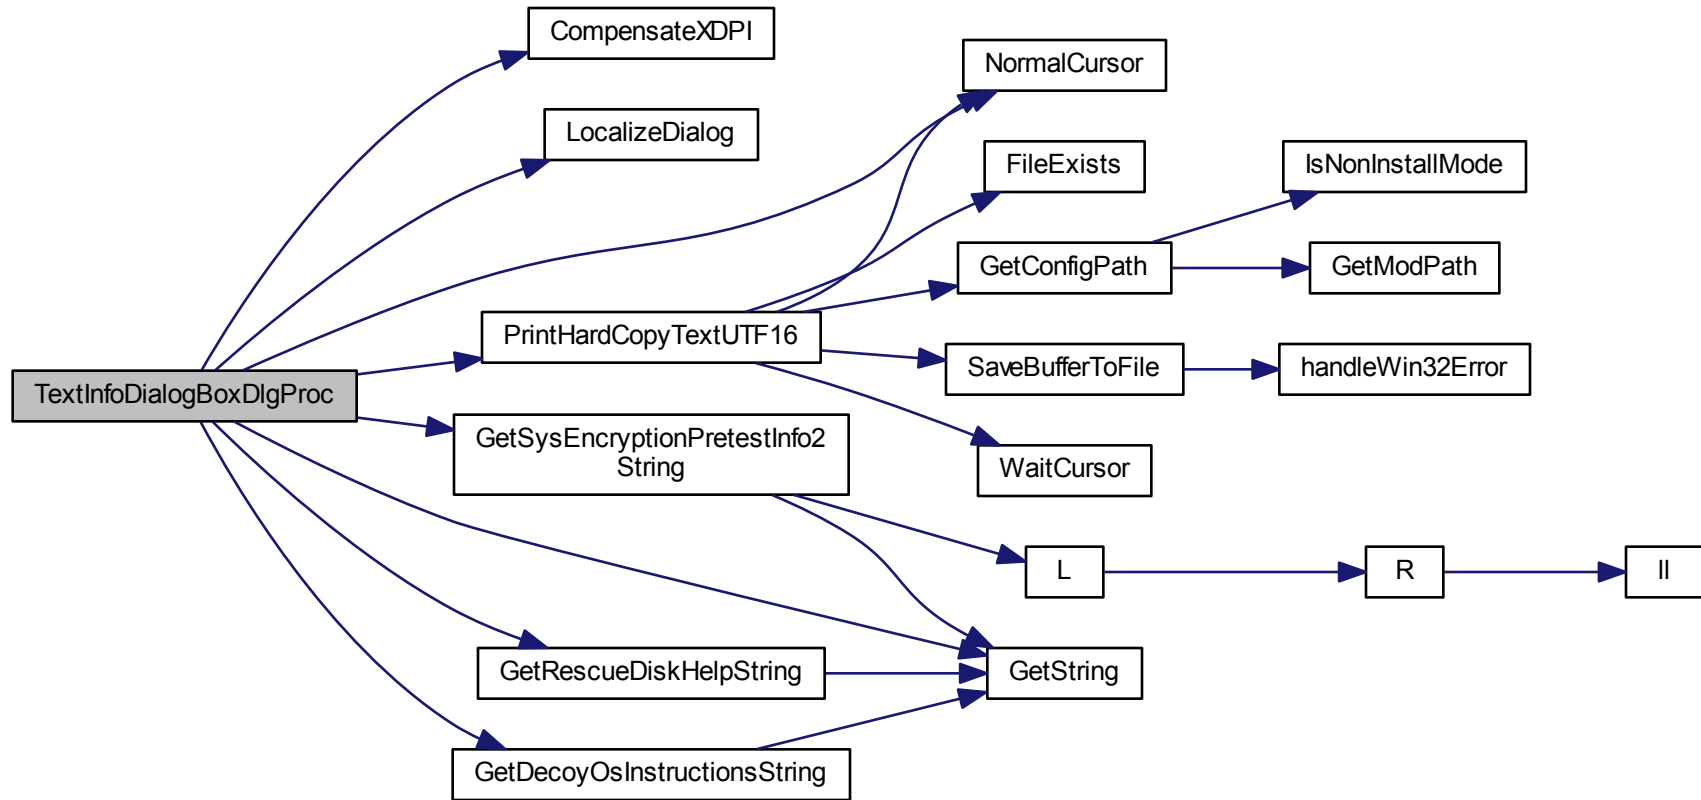 CompensateXDPI
NormalCursor
LocalizeDialog
FileExists
IsNonInstallMode
GetConfigPath
GetModPath
PrintHardCopyTextUTF16
SaveBufferToFile
handleWin32Error
TextInfoDialogBoxDlgProc
GetSysEncryptionPretestInfo2
String
WaitCursor
L
R
ll
GetRescueDiskHelpString
GetString
GetDecoyOsInstructionsString